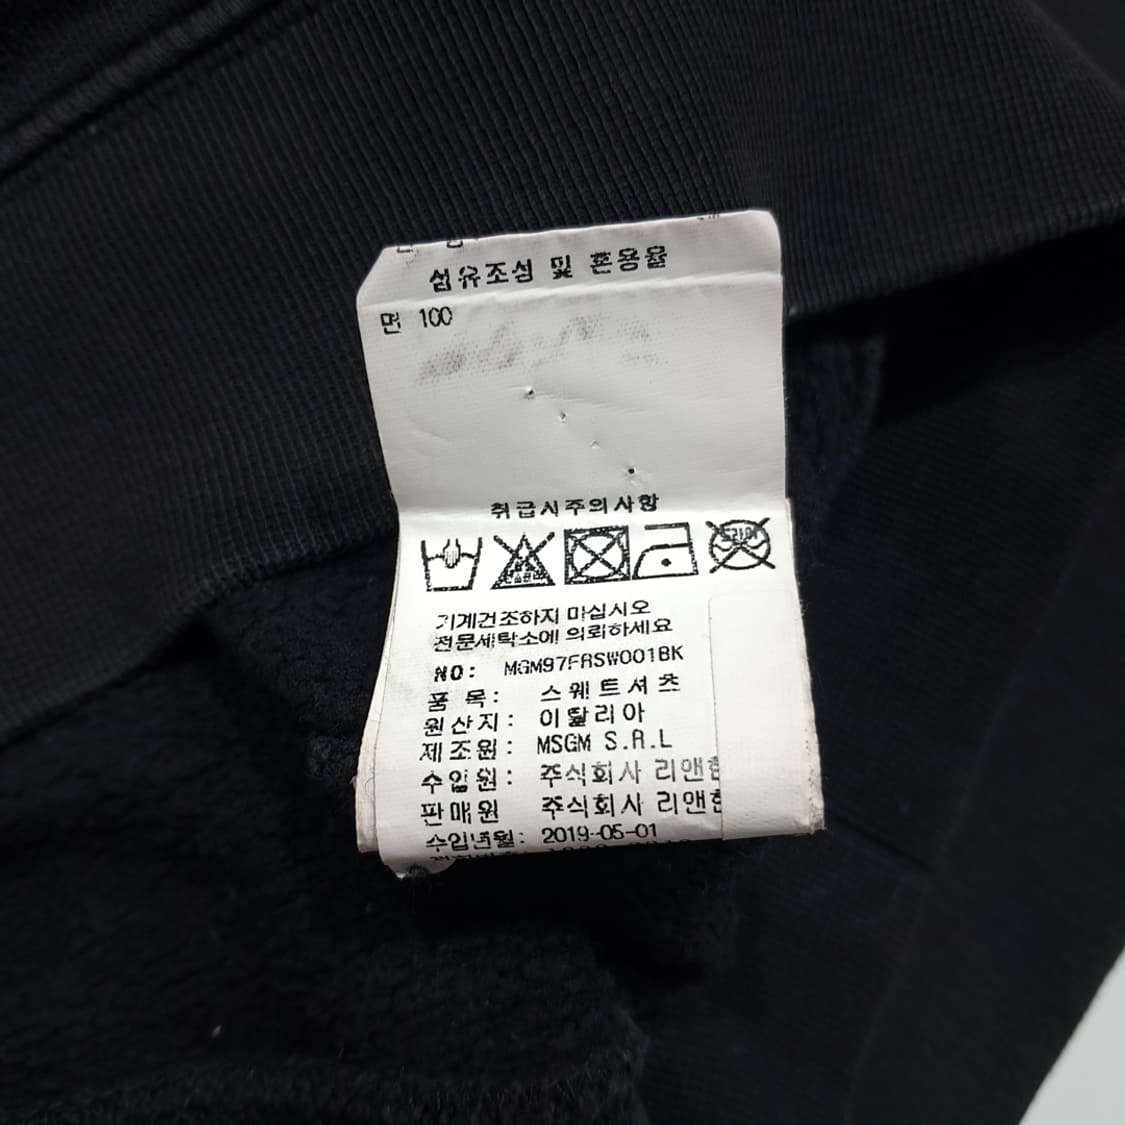 섬유조성 및 혼용율
면 100
취급시주의사항
드라이
기계건조하지 마십시오
전문세탁소에 의뢰하세요
NO: MGM97FASW001BK
품 목: 스웨트셔츠
원산지: 이탈리아
제조원: MSGM S.R.L
수입원: 주식회사 리앤한
판매원 주식회사 리앤한
수입년월: 2019-05-01